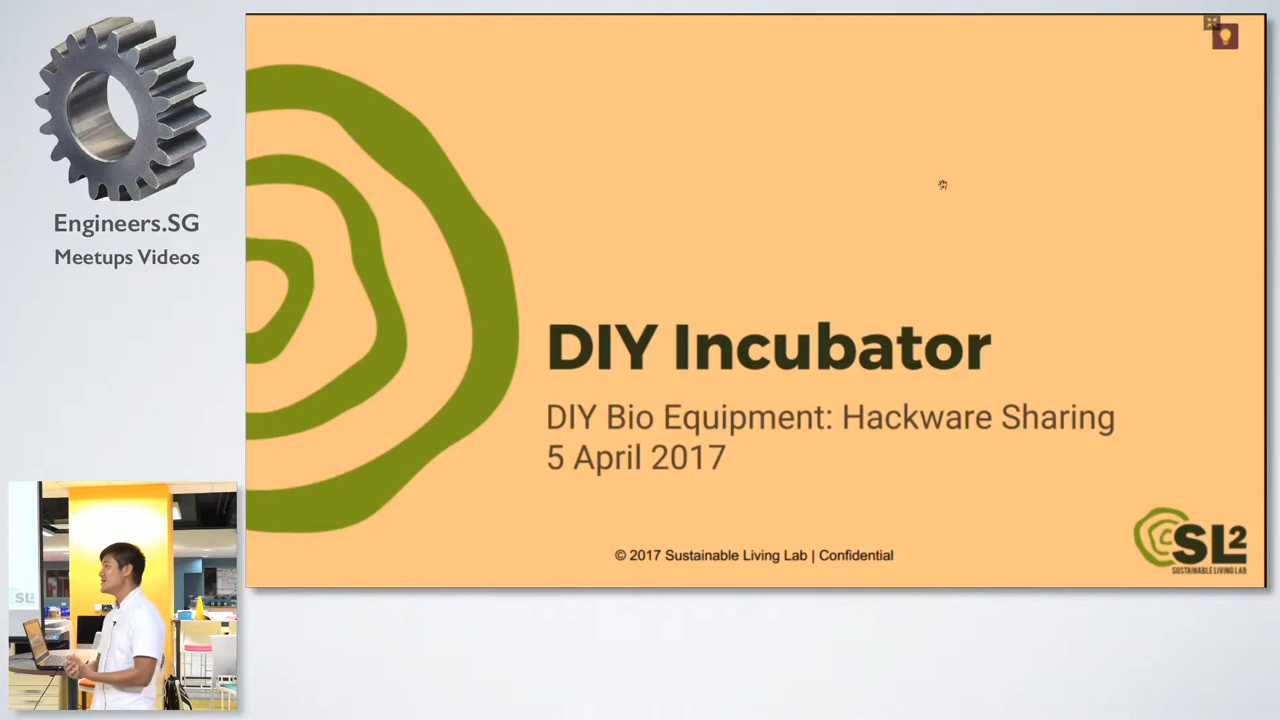 Engineers.SG
Meetups Videos
DIY Incubator
DIY Bio Equipment: Hackware Sharing
5 April 2017
© 2017 Sustainable Living Lab | Confidential
SL2
SUSTAINABLE LIVING LAB
SL2